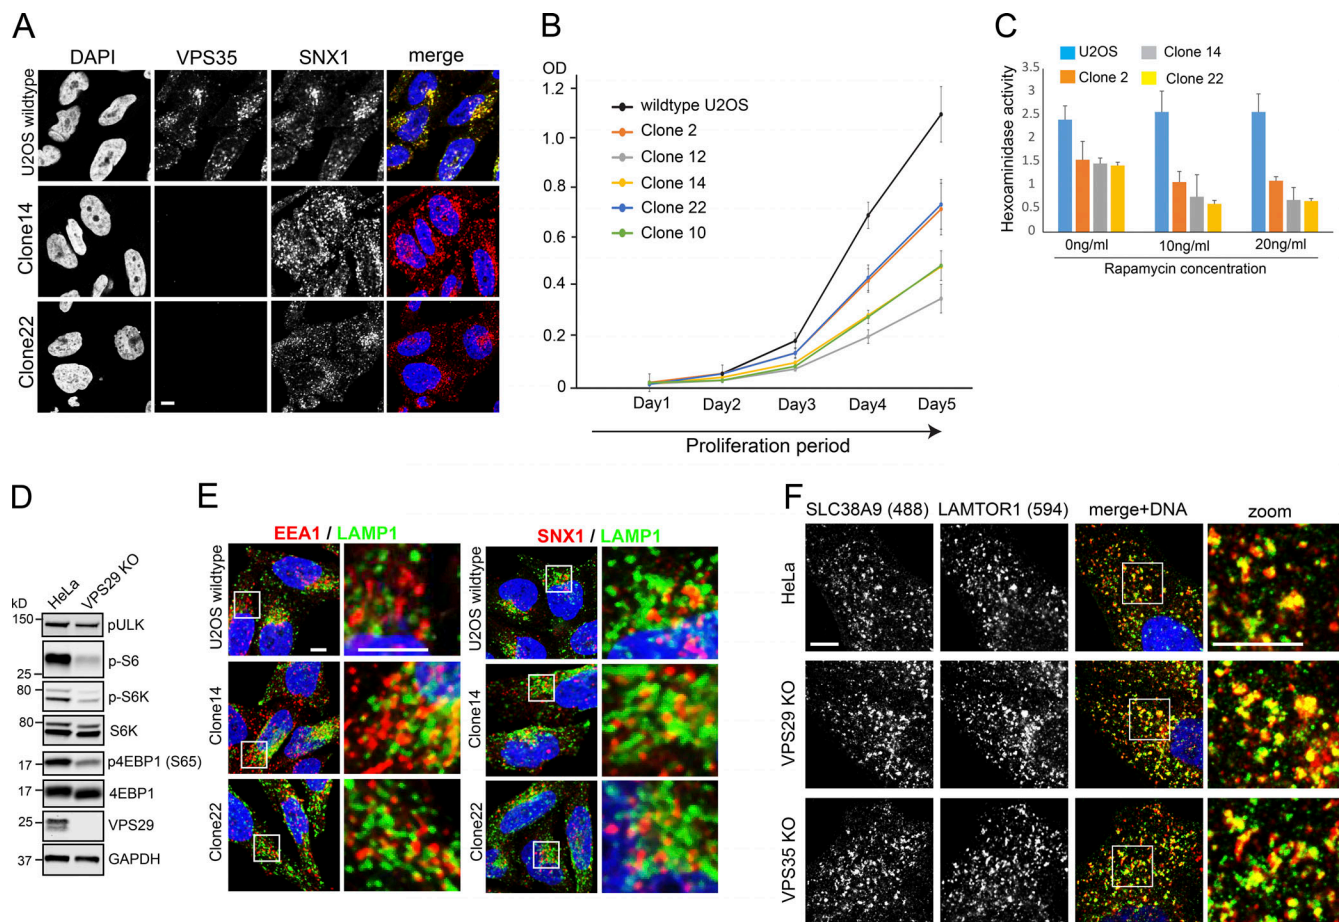 A
DAPI VPS35 SNX1 merge
U2OS wildtype
Clone14
Clone22
B
OD
1.2
1.0
0.8
0.6
0.4
0.2
0
wildtype U2OS
Clone 2
Clone 12
Clone 14
Clone 22
Clone 10
Day1 Day2 Day3 Day4 Day5
Proliferation period
C
U2OS Clone 14
Clone 2 Clone 22
Hexoaminidase activity
3.5
3
2.5
2
1.5
1
0.5
0
0ng/ml 10ng/ml 20ng/ml
Rapamycin concentration
D
HeLa VPS29 KO
kD
150 pULK
p-S6
25
80 p-S6K
80 S6K
17 p4EBP1 (S65)
17 4EBP1
25 VPS29
37 GAPDH
E
EEA1 / LAMP1 SNX1 / LAMP1
U2OS wildtype U2OS wildtype
Clone14 Clone14
Clone22 Clone22
F
SLC38A9 (488) LAMTOR1 (594) merge+DNA zoom
HeLa
VPS29 KO
VPS35 KO